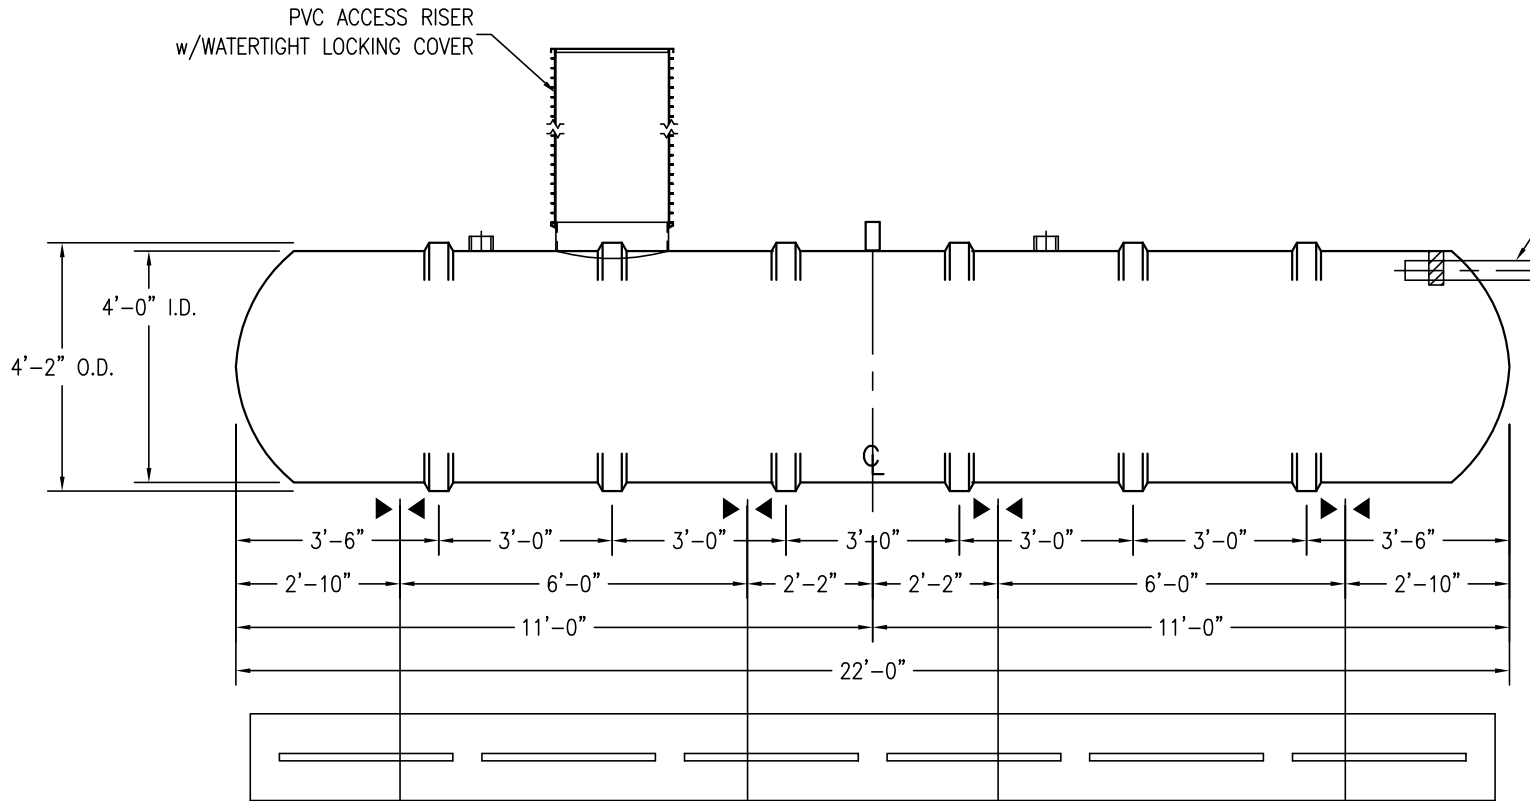 PVC ACCESS RISER
w/WATERTIGHT LOCKING COVER
4'-0" I.D.
4'-2" O.D.
℄
3'-6" 3'-0" 3'-0" 3'-0" 3'-0" 3'-0" 3'-6"
2'-10" 6'-0" 2'-2" 2'-2" 6'-0" 2'-10"
11'-0" 11'-0"
22'-0"